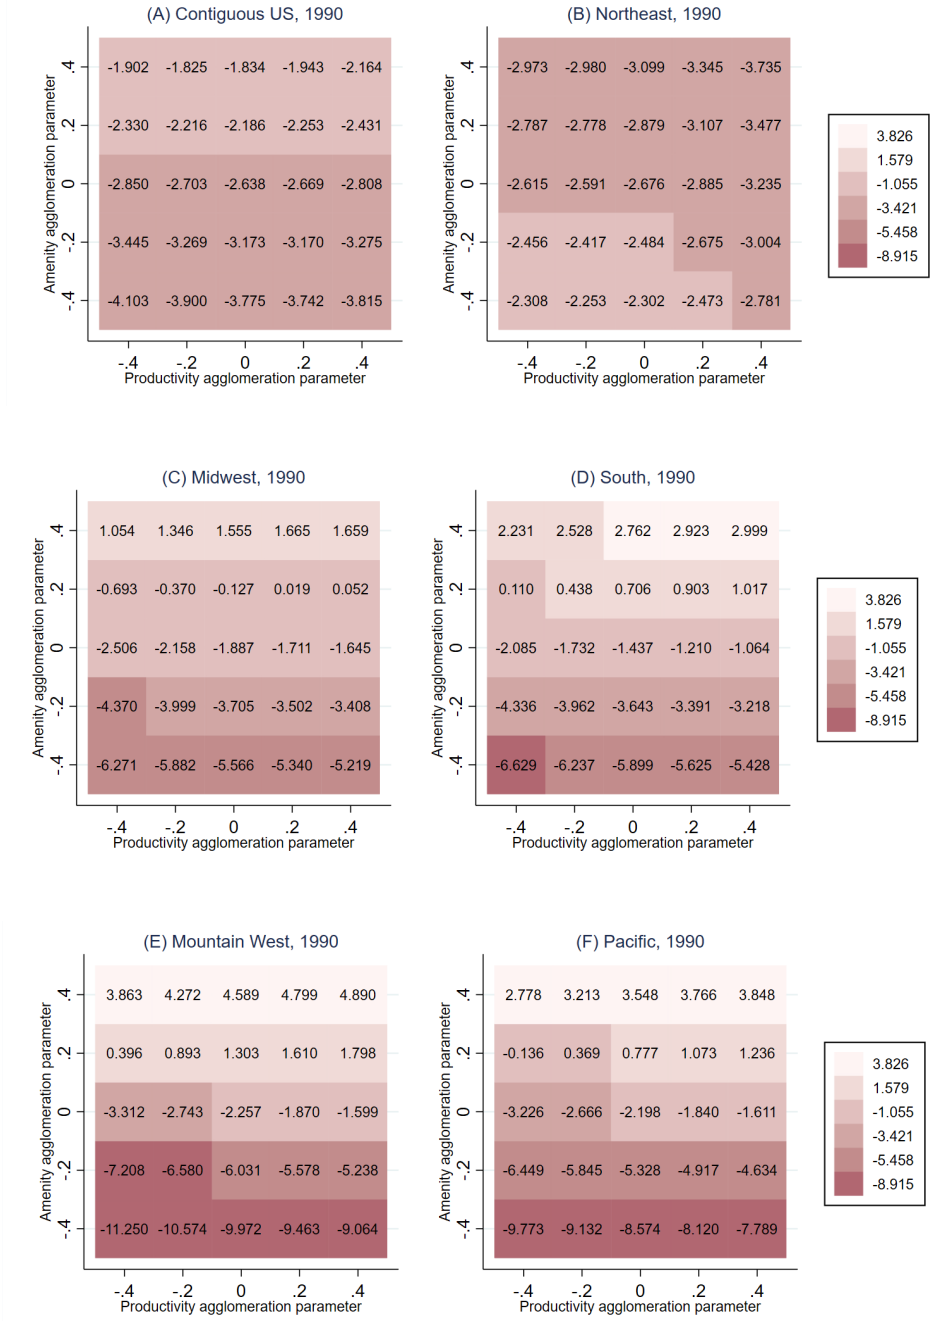 (A) Contiguous US, 1990
Amenity agglomeration parameter
.4 -1.902 -1.825 -1.834 -1.943 -2.164
.2 -2.330 -2.216 -2.186 -2.253 -2.431
0 -2.850 -2.703 -2.638 -2.669 -2.808
-.2 -3.445 -3.269 -3.173 -3.170 -3.275
-.4 -4.103 -3.900 -3.775 -3.742 -3.815
-.4 -.2 0 .2 .4
Productivity agglomeration parameter
(B) Northeast, 1990
Amenity agglomeration parameter
.4 -2.973 -2.980 -3.099 -3.345 -3.735
.2 -2.787 -2.778 -2.879 -3.107 -3.477
0 -2.615 -2.591 -2.676 -2.885 -3.235
-.2 -2.456 -2.417 -2.484 -2.675 -3.004
-.4 -2.308 -2.253 -2.302 -2.473 -2.781
-.4 -.2 0 .2 .4
Productivity agglomeration parameter
3.826
1.579
-1.055
-3.421
-5.458
-8.915
(C) Midwest, 1990
Amenity agglomeration parameter
.4 1.054 1.346 1.555 1.665 1.659
.2 -0.693 -0.370 -0.127 0.019 0.052
0 -2.506 -2.158 -1.887 -1.711 -1.645
-.2 -4.370 -3.999 -3.705 -3.502 -3.408
-.4 -6.271 -5.882 -5.566 -5.340 -5.219
-.4 -.2 0 .2 .4
Productivity agglomeration parameter
(D) South, 1990
Amenity agglomeration parameter
.4 2.231 2.528 2.762 2.923 2.999
.2 0.110 0.438 0.706 0.903 1.017
0 -2.085 -1.732 -1.437 -1.210 -1.064
-.2 -4.336 -3.962 -3.643 -3.391 -3.218
-.4 -6.629 -6.237 -5.899 -5.625 -5.428
-.4 -.2 0 .2 .4
Productivity agglomeration parameter
3.826
1.579
-1.055
-3.421
-5.458
-8.915
(E) Mountain West, 1990
Amenity agglomeration parameter
.4 3.863 4.272 4.589 4.799 4.890
.2 0.396 0.893 1.303 1.610 1.798
0 -3.312 -2.743 -2.257 -1.870 -1.599
-.2 -7.208 -6.580 -6.031 -5.578 -5.238
-.4 -11.250 -10.574 -9.972 -9.463 -9.064
-.4 -.2 0 .2 .4
Productivity agglomeration parameter
(F) Pacific, 1990
Amenity agglomeration parameter
.4 2.778 3.213 3.548 3.766 3.848
.2 -0.136 0.369 0.777 1.073 1.236
0 -3.226 -2.666 -2.198 -1.840 -1.611
-.2 -6.449 -5.845 -5.328 -4.917 -4.634
-.4 -9.773 -9.132 -8.574 -8.120 -7.789
-.4 -.2 0 .2 .4
Productivity agglomeration parameter
3.826
1.588
-1.055
-3.421
-5.458
-8.915